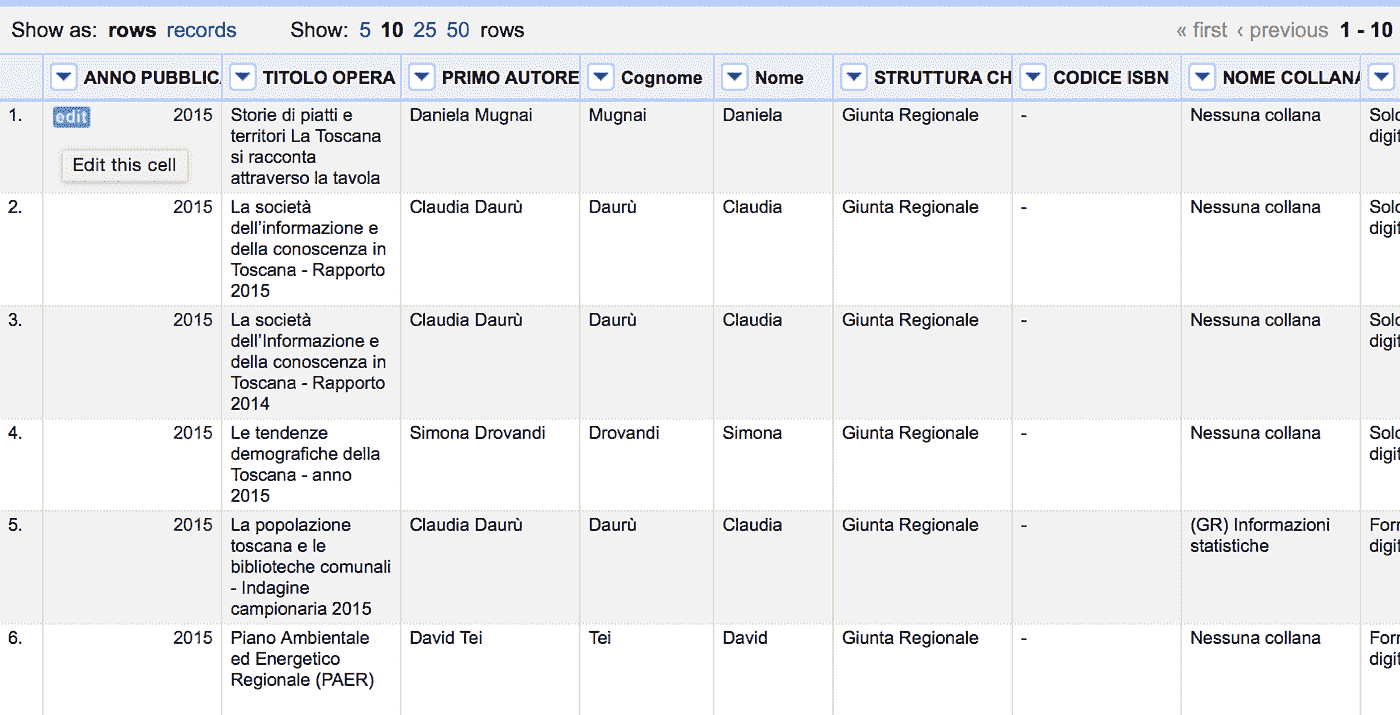 Show as: rows records Show: 5 10 25 50 rows « first ‹ previous 1 - 10
ANNO PUBBLIC TITOLO OPERA PRIMO AUTORE Cognome Nome STRUTTURA CH CODICE ISBN NOME COLLANA
1. edit 2015 Storie di piatti e Daniela Mugnai Mugnai Daniela Giunta Regionale - Nessuna collana Solo
territori La Toscana digit
Edit this cell si racconta
attraverso la tavola
2. 2015 La società Claudia Daurù Daurù Claudia Giunta Regionale - Nessuna collana Solo
dell’informazione e digit
della conoscenza in
Toscana - Rapporto
2015
3. 2015 La società Claudia Daurù Daurù Claudia Giunta Regionale - Nessuna collana Solo
dell’Informazione e digit
della conoscenza in
Toscana - Rapporto
2014
4. 2015 Le tendenze Simona Drovandi Drovandi Simona Giunta Regionale - Nessuna collana Solo
demografiche della digit
Toscana - anno
2015
5. 2015 La popolazione Claudia Daurù Daurù Claudia Giunta Regionale - (GR) Informazioni Forr
toscana e le statistiche digit
biblioteche comunali
- Indagine
campionaria 2015
6. 2015 Piano Ambientale David Tei Tei David Giunta Regionale - Nessuna collana Forr
ed Energetico digit
Regionale (PAER)